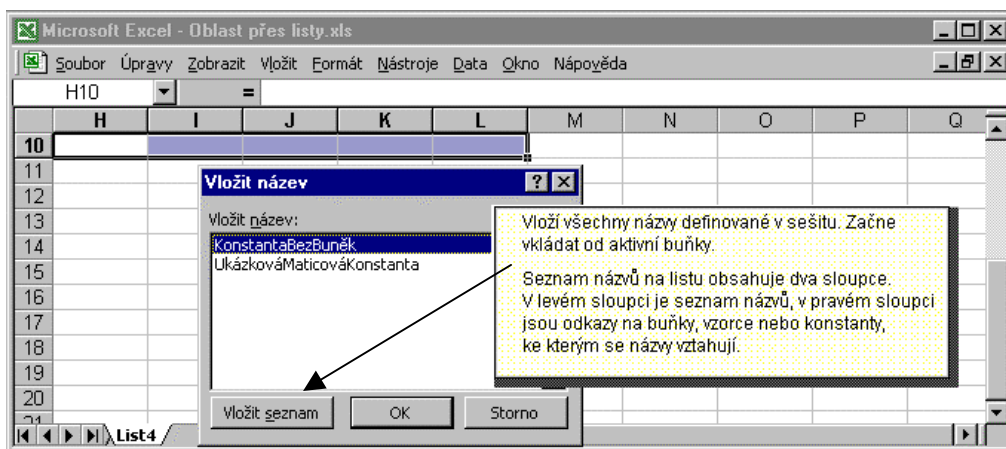 Microsoft Excel - Oblast přes listy.xls
Soubor Úpravy Zobrazit Vložit Formát Nástroje Data Okno Nápověda
H10 =
H I J K L M N O P Q
10
11
Vložit název
12
13
Vložit název:
14
KonstantaBezBuněk
15
UkázkováMaticováKonstanta
16
17
18
19
20
21
Vloží všechny názvy definované v sešitu. Začne
vkládat od aktivní buňky.
Seznam názvů na listu obsahuje dva sloupce.
V levém sloupci je seznam názvů, v pravém sloupci
jsou odkazy na buňky, vzorce nebo konstanty,
ke kterým se názvy vztahují.
Vložit seznam OK Storno
List4